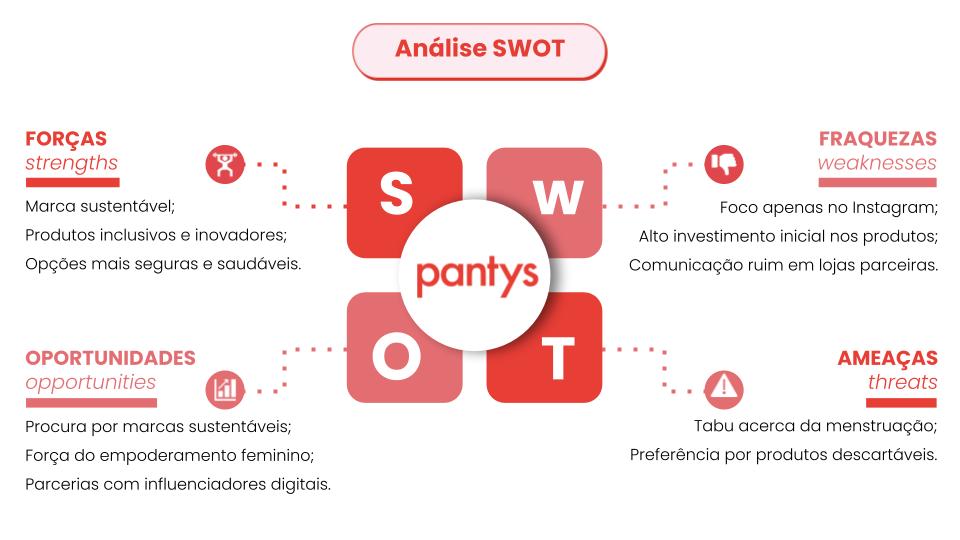 Análise SWOT
FORÇAS
strengths
Marca sustentável;
Produtos inclusivos e inovadores;
Opções mais seguras e saudáveis.
FRAQUEZAS
weaknesses
Foco apenas no Instagram;
Alto investimento inicial nos produtos;
Comunicação ruim em lojas parceiras.
S
W
pantys
O
T
OPORTUNIDADES
opportunities
Procura por marcas sustentáveis;
Força do empoderamento feminino;
Parcerias com influenciadores digitais.
AMEAÇAS
threats
Tabu acerca da menstruação;
Preferência por produtos descartáveis.